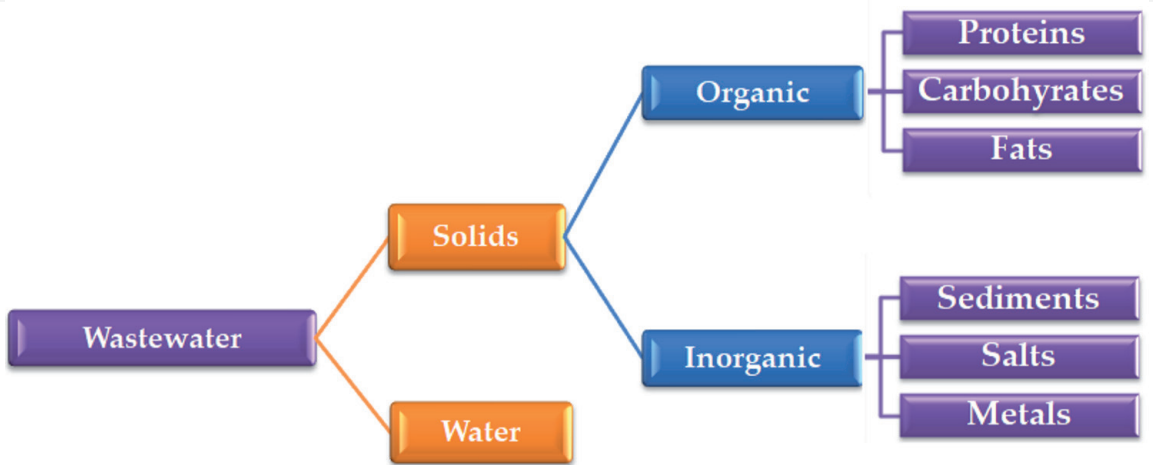 Proteins
Organic
Carbohyrates
Fats
Solids
Sediments
Wastewater
Inorganic
Salts
Metals
Water